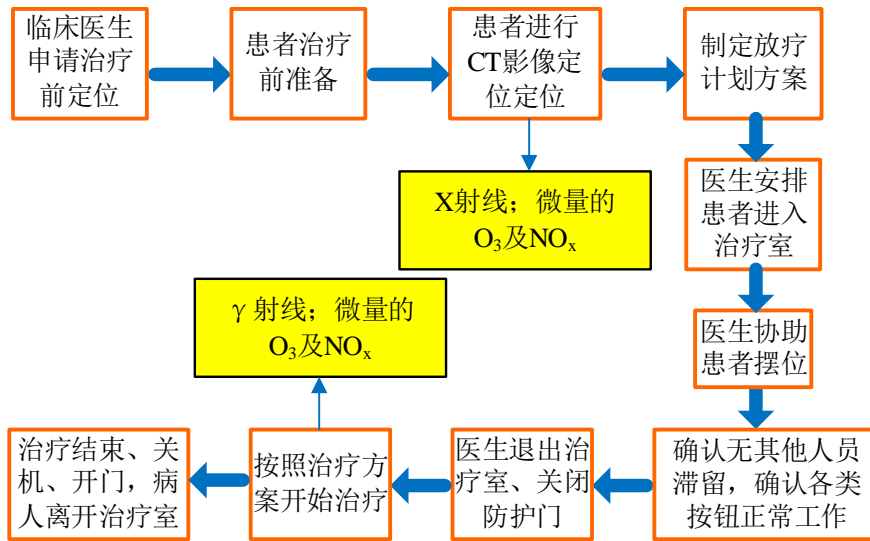 临床医生
申请治疗
前定位
患者治疗
前准备
患者进行
CT影像定
位定位
制定放疗
计划方案
X射线；微量的
O₃及NOₓ
医生安排
患者进入
治疗室
γ 射线；微量的
O₃及NOₓ
医生协助
患者摆位
确认无其他人员
滞留，确认各类
按钮正常工作
医生退出治
疗室、关闭
防护门
按照治疗方
案开始治疗
治疗结束、关
机、开门，病
人离开治疗室